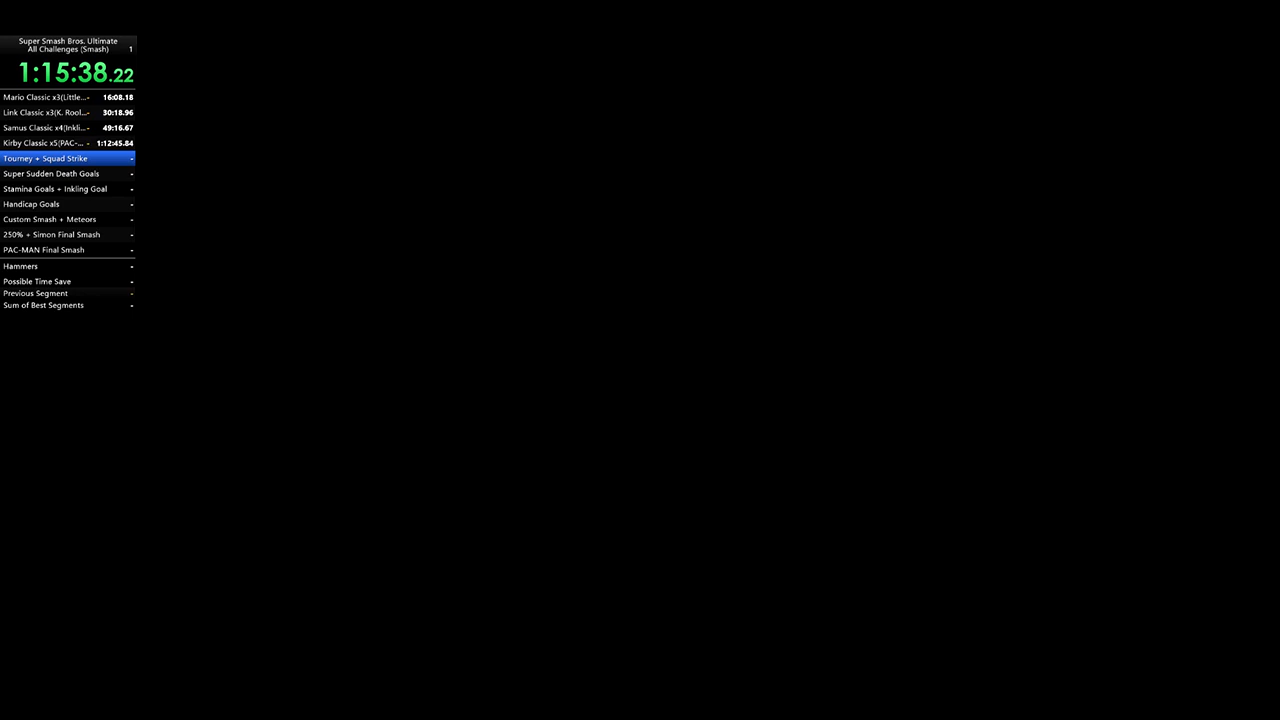 Super Smash Bros. Ultimate
All Challenges (Smash) 1
1:15:38.22
Mario Classic x3(Little... - 16:08.18
Link Classic x3(K. Rool... - 30:18.96
Samus Classic x4(Inkli... - 49:16.67
Kirby Classic x5(PAC-... - 1:12:45.84
Tourney + Squad Strike -
Super Sudden Death Goals -
Stamina Goals + Inkling Goal -
Handicap Goals -
Custom Smash + Meteors -
250% + Simon Final Smash -
PAC-MAN Final Smash -
Hammers -
Possible Time Save -
Previous Segment -
Sum of Best Segments -